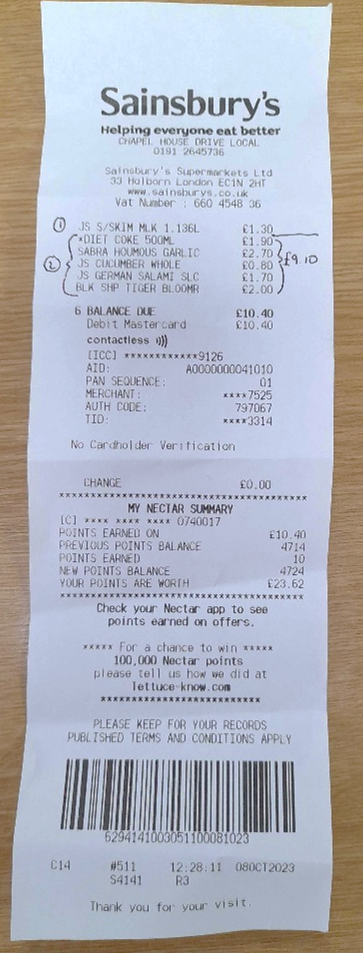 Sainsbury's
Helping everyone eat better
CHAPEL HOUSE DRIVE LOCAL
0191 2645736
Sainsbury's Supermarkets Ltd
33 Holborn London EC1N 2HT
www.sainsburys.co.uk
Vat Number : 660 4548 36
① JS S/SKIM MLK 1.136L £1.30
*DIET COKE 500ML £1.90
SABRA HOUMOUS GARLIC £2.70
② JS CUCUMBER WHOLE £0.80 £9.10
JS GERMAN SALAMI SLC £1.70
BLK SHP TIGER BLOOMR £2.00
6 BALANCE DUE £10.40
Debit Mastercard £10.40
contactless )))
[ICC] ************9126
AID: A0000000041010
PAN SEQUENCE: 01
MERCHANT: ****7525
AUTH CODE: 797067
TID: ****3314
No Cardholder Verification
CHANGE £0.00
****************************************
MY NECTAR SUMMARY
[C] **** **** **** 0740017
POINTS EARNED ON £10.40
PREVIOUS POINTS BALANCE 4714
POINTS EARNED 10
NEW POINTS BALANCE 4724
YOUR POINTS ARE WORTH £23.62
****************************************
Check your Nectar app to see
points earned on offers.
***** For a chance to win *****
100,000 Nectar points
please tell us how we did at
lettuce-know.com
**************************
PLEASE KEEP FOR YOUR RECORDS
PUBLISHED TERMS AND CONDITIONS APPLY
6294141003051100081023
C14 #511 12:28:11 08OCT2023
S4141 R3
Thank you for your visit.